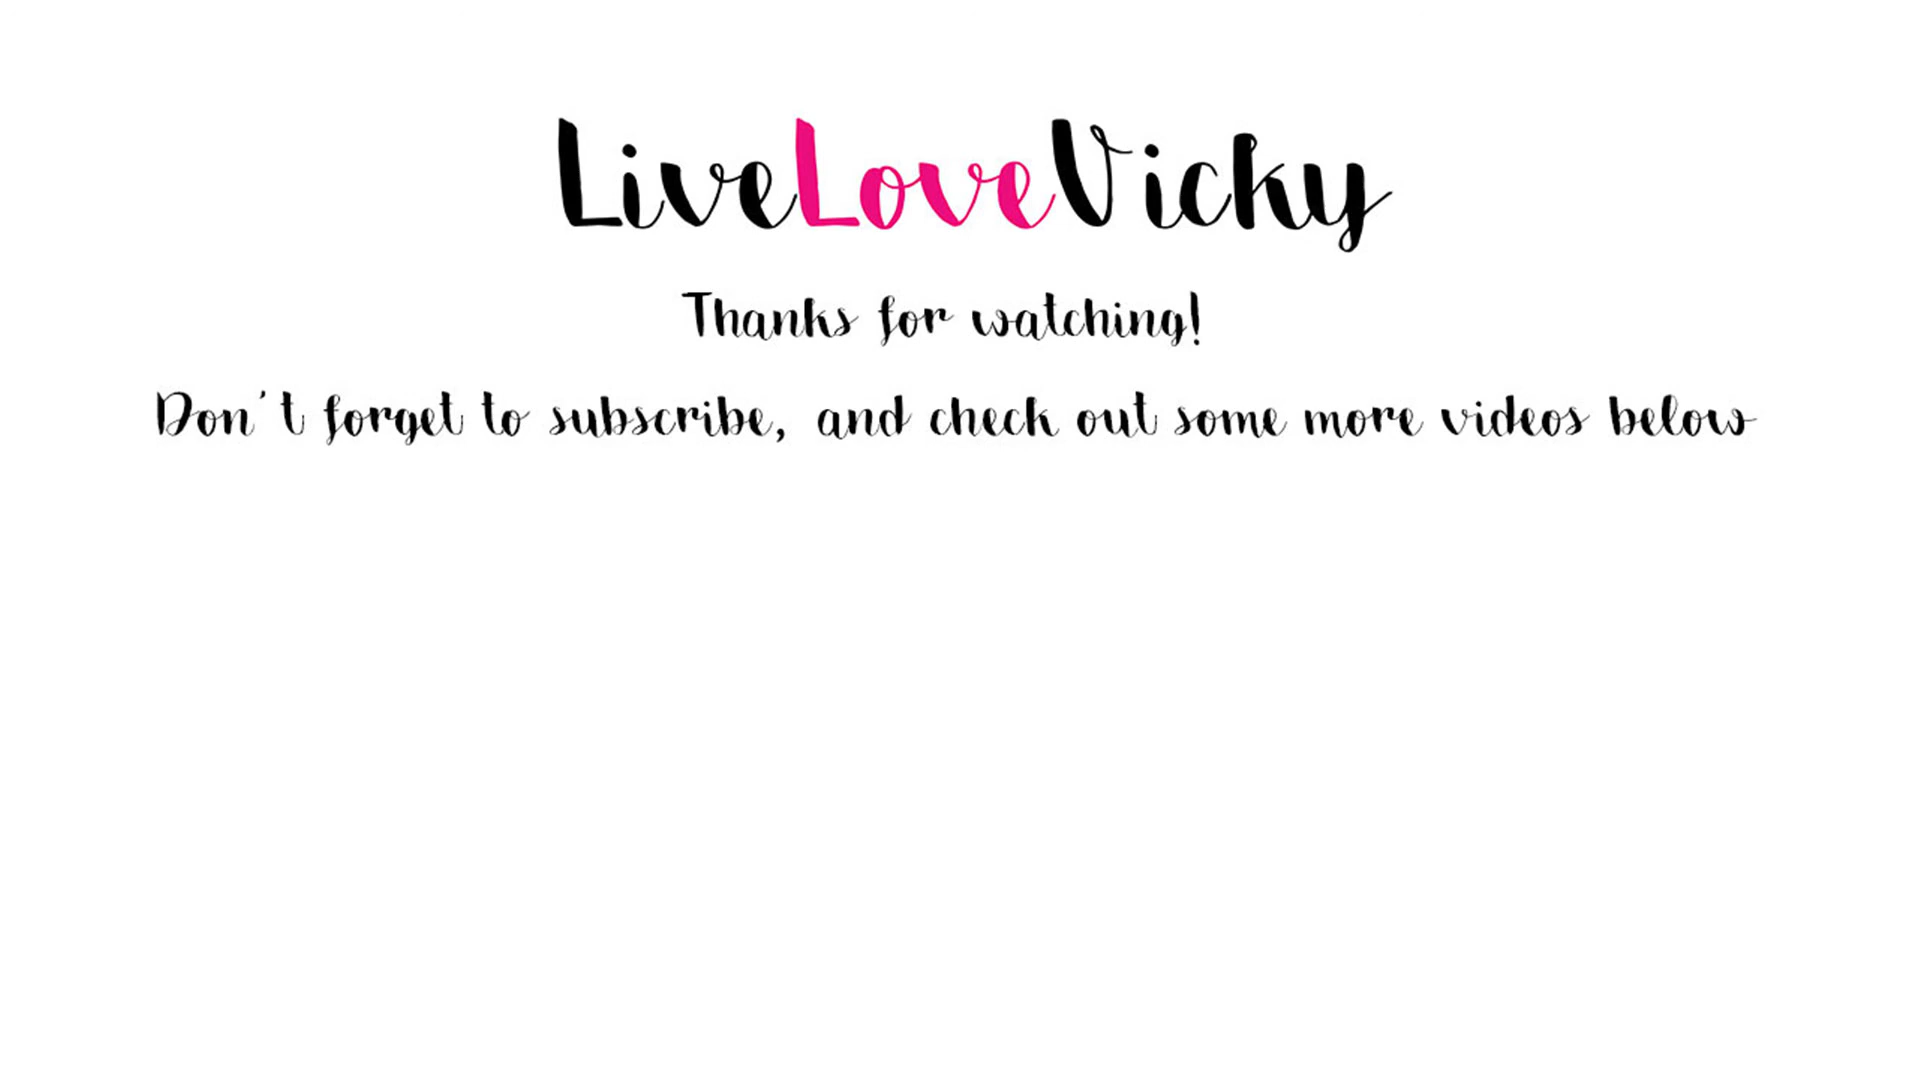 LiveLoveVicky
Thanks for watching!
Don't forget to subscribe, and check out some more videos below